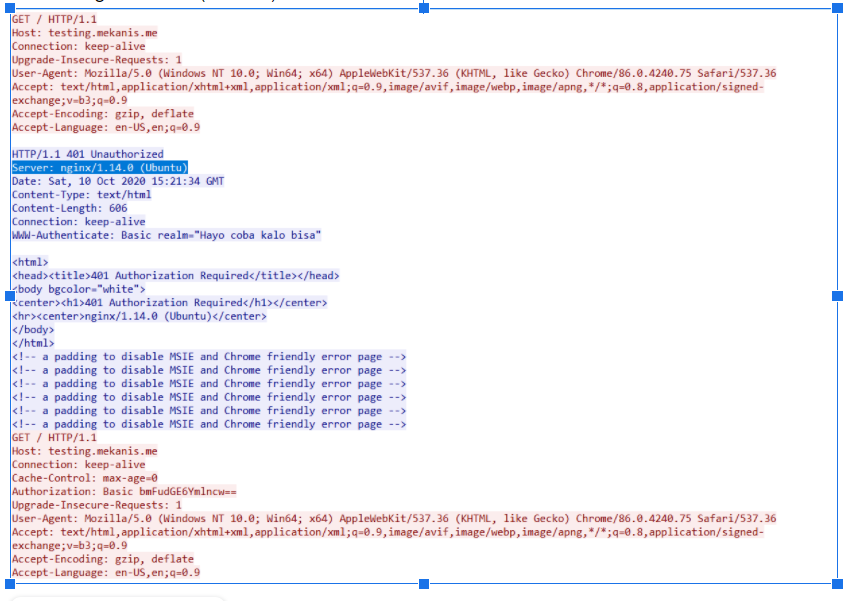 GET / HTTP/1.1
Host: testing.mekanis.me
Connection: keep-alive
Upgrade-Insecure-Requests: 1
User-Agent: Mozilla/5.0 (Windows NT 10.0; Win64; x64) AppleWebKit/537.36 (KHTML, like Gecko) Chrome/86.0.4240.75 Safari/537.36
Accept: text/html,application/xhtml+xml,application/xml;q=0.9,image/avif,image/webp,image/apng,*/*;q=0.8,application/signed-
exchange;v=b3;q=0.9
Accept-Encoding: gzip, deflate
Accept-Language: en-US,en;q=0.9

HTTP/1.1 401 Unauthorized
Server: nginx/1.14.0 (Ubuntu)
Date: Sat, 10 Oct 2020 15:21:34 GMT
Content-Type: text/html
Content-Length: 606
Connection: keep-alive
WWW-Authenticate: Basic realm="Hayo coba kalo bisa"

<html>
<head><title>401 Authorization Required</title></head>
<body bgcolor="white">
<center><h1>401 Authorization Required</h1></center>
<hr><center>nginx/1.14.0 (Ubuntu)</center>
</body>
</html>
<!-- a padding to disable MSIE and Chrome friendly error page -->
<!-- a padding to disable MSIE and Chrome friendly error page -->
<!-- a padding to disable MSIE and Chrome friendly error page -->
<!-- a padding to disable MSIE and Chrome friendly error page -->
<!-- a padding to disable MSIE and Chrome friendly error page -->
<!-- a padding to disable MSIE and Chrome friendly error page -->
GET / HTTP/1.1
Host: testing.mekanis.me
Connection: keep-alive
Cache-Control: max-age=0
Authorization: Basic bmFudGE6Ymlncw==
Upgrade-Insecure-Requests: 1
User-Agent: Mozilla/5.0 (Windows NT 10.0; Win64; x64) AppleWebKit/537.36 (KHTML, like Gecko) Chrome/86.0.4240.75 Safari/537.36
Accept: text/html,application/xhtml+xml,application/xml;q=0.9,image/avif,image/webp,image/apng,*/*;q=0.8,application/signed-
exchange;v=b3;q=0.9
Accept-Encoding: gzip, deflate
Accept-Language: en-US,en;q=0.9